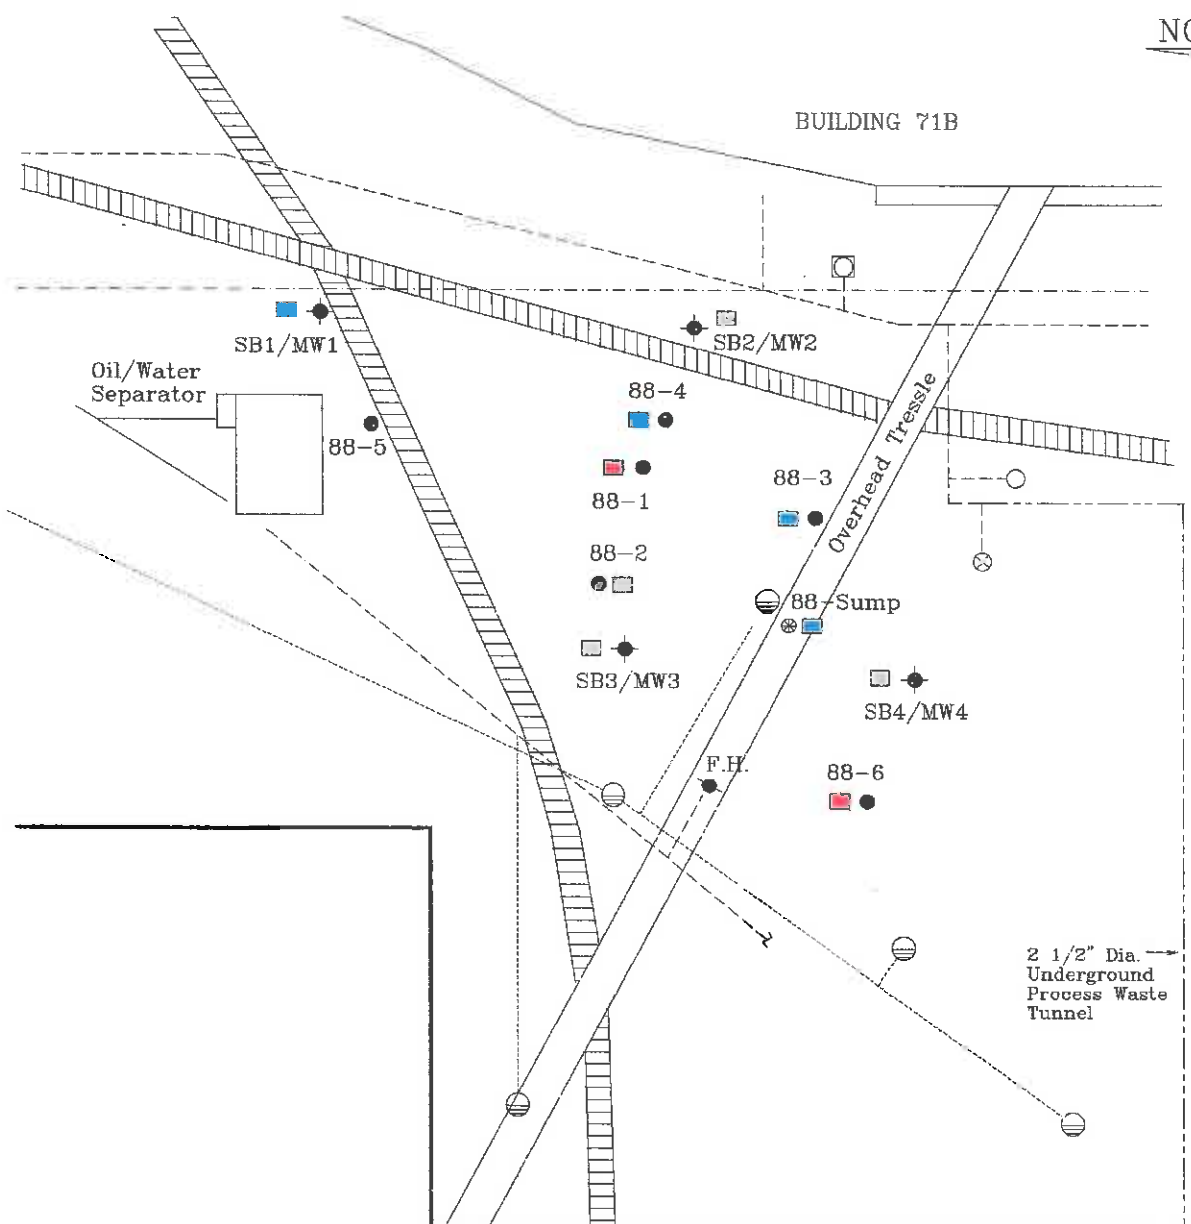 BUILDING 71B
SB1/MW1
SB2/MW2
Oil/Water
Separator
88-4
88-5
88-1
88-3
Overhead Tressle
88-2
88-Sump
SB3/MW3
SB4/MW4
F.H.
88-6
2 1/2" Dia.
Underground
Process Waste
Tunnel